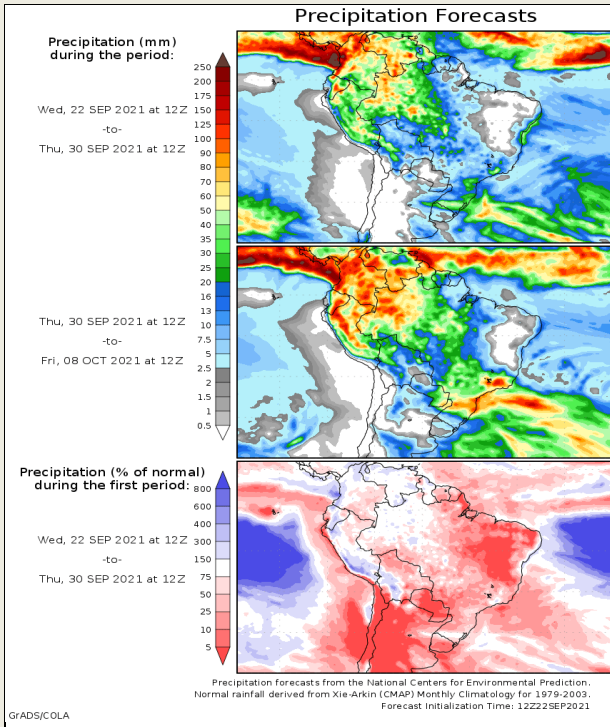 Precipitation Forecasts
Precipitation (mm)
during the period:
Wed, 22 SEP 2021 at 12Z
-to-
Thu, 30 SEP 2021 at 12Z
250
200
175
150
125
100
90
80
70
60
50
40
35
30
25
20
16
13
10
7.5
5
2.5
2
1.5
1
0.5
Thu, 30 SEP 2021 at 12Z
-to-
Fri, 08 OCT 2021 at 12Z
Precipitation (% of normal)
during the first period:
Wed, 22 SEP 2021 at 12Z
-to-
Thu, 30 SEP 2021 at 12Z
800
600
400
300
150
75
50
25
10
5
Precipitation forecasts from the National Centers for Environmental Prediction.
Normal rainfall derived from Xie-Arkin (CMAP) Monthly Climatology for 1979-2003.
Forecast Initialization Time: 12Z22SEP2021
GrADS/COLA